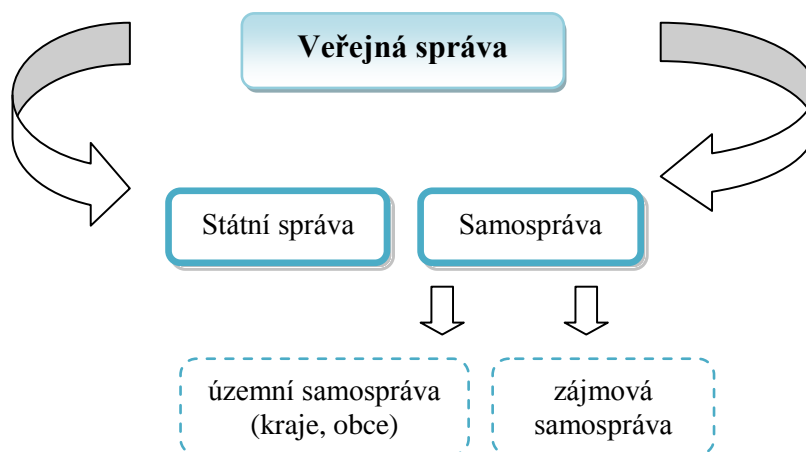 Veřejná správa
Státní správa
Samospráva
územní samospráva
(kraje, obce)
zájmová
samospráva